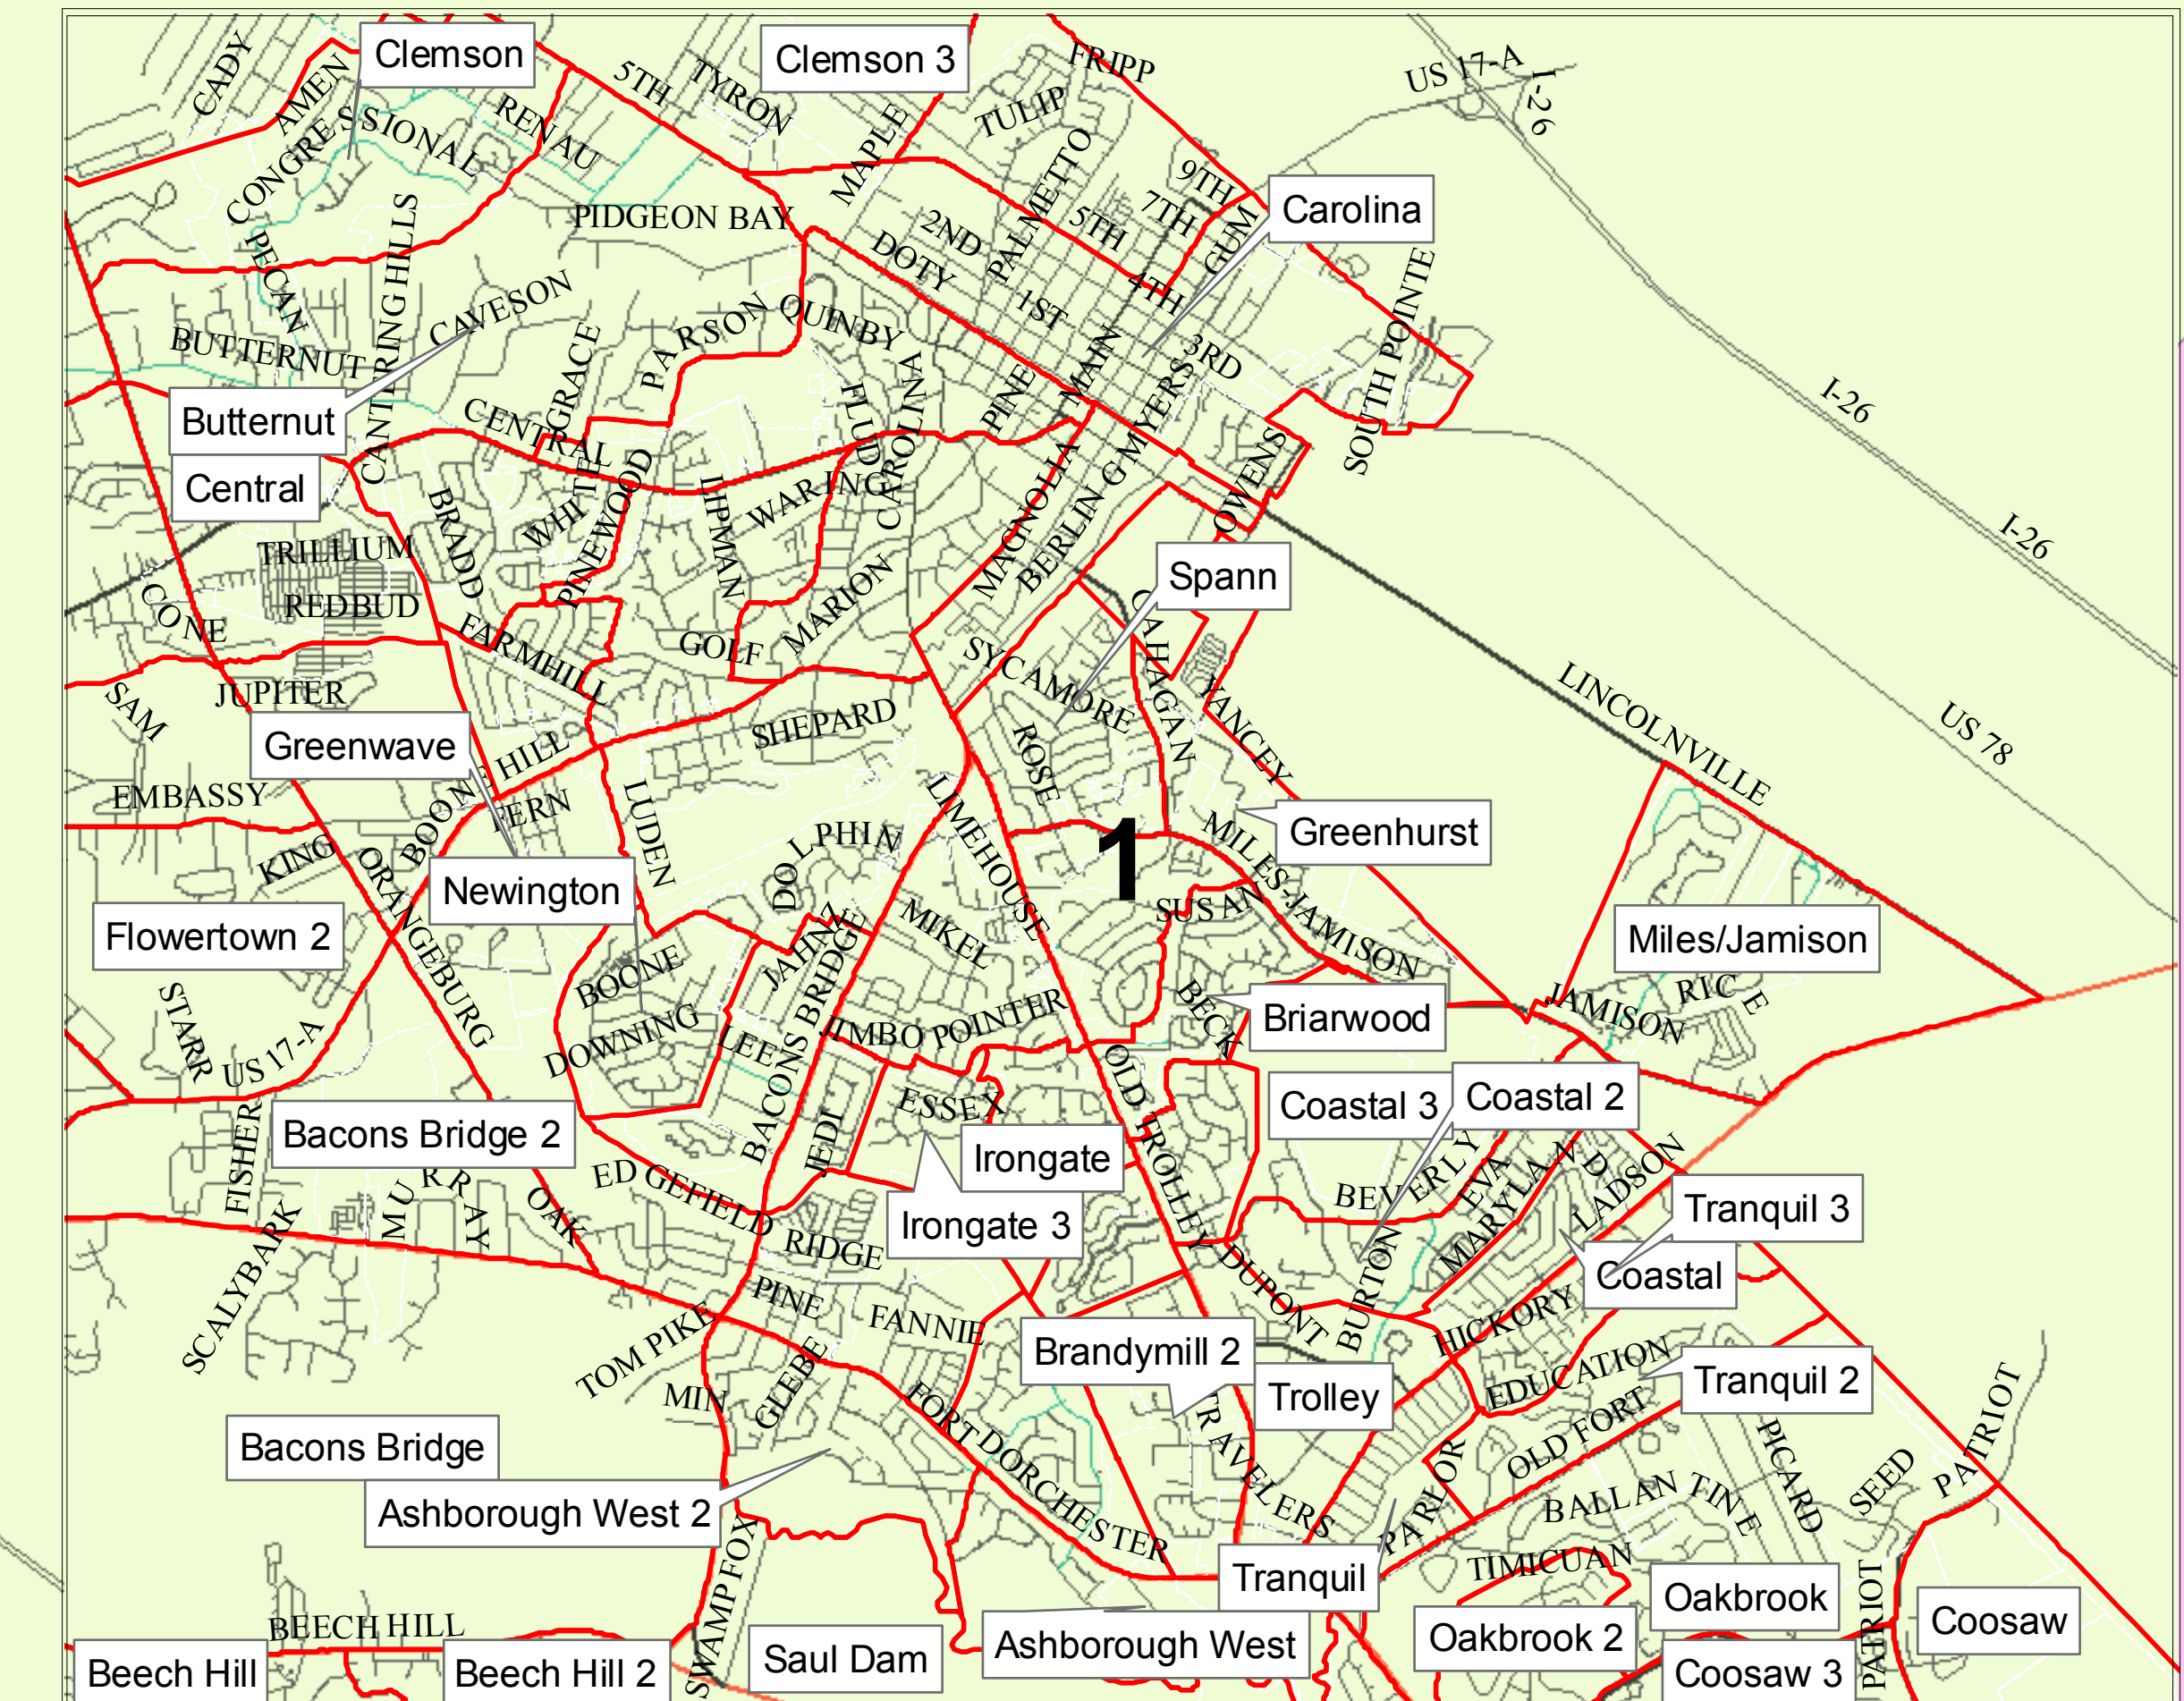 Clemson
Clemson 3
FRIPP
US 17-A
I-26
CADY
AMEN
5TH
TYRON
TULIP
CONGRESSIONAL
RENAU
MAPLE
PALMETTO
9TH
7TH
5TH
GUM
Carolina
CANTERING HILLS
PIDGEON BAY
2ND
DOTY
PECAN
4TH
1ST
SOUTH POINTE
BUTTERNUT
CAVESON
GRACE
PARSON
QUINBY
3RD
MAIN
PINE
MYERS
I-26
Butternut
CENTRAL
FLUD
CAROLINA
Central
BRADD
WHITE
PINEWOOD
LIPMAN
WARING
MAGNOLIA
BERLIN G
OWENS
I-26
TRILLIUM
CONE
REDBUD
MARION
Spann
FARMHILL
GOLF
SYCAMORE
GAHAGAN
YANCEY
LINCOLNVILLE
US 78
SAM
JUPITER
Greenwave
SHEPARD
ROSE
EMBASSY
BOONE HILL
FERN
LUDEN
DOLPHIN
LIMEHOUSE
1
MILES-JAMISON
Greenhurst
KING
ORANGEBURG
Newington
SUSAN
Flowertown 2
MIKEL
JAHNZ
BACONS BRIDGE
Miles/Jamison
BOONE
STARR
US 17-A
DOWNING
LEEN
JIMBO POINTER
BECK
Briarwood
JAMISON
RICE
OLD TROLLEY
FISHER
Bacons Bridge 2
ESSEX
JEDI
Irongate
Coastal 3
Coastal 2
MURRAY
OAK
EDGEFIELD RIDGE
Irongate 3
BEVERLY
EVA
MARYLAND
LADSON
Tranquil 3
SCALYBARK
DUPONT
BURTON
Coastal
PINE
FANNIE
HICKORY
TOM PIKE
GLEBE
MIN
Brandymill 2
Trolley
EDUCATION
Tranquil 2
FORT DORCHESTER
TRAVELERS
OLD FORT
PARLOR
PICARD
SEED
PATRIOT
Bacons Bridge
Ashborough West 2
BALLANTINE
SWAMP FOX
TIMICUAN
Tranquil
Oakbrook
PATRIOT
Coosaw
BEECH HILL
Beech Hill
Beech Hill 2
Saul Dam
Ashborough West
Oakbrook 2
Coosaw 3